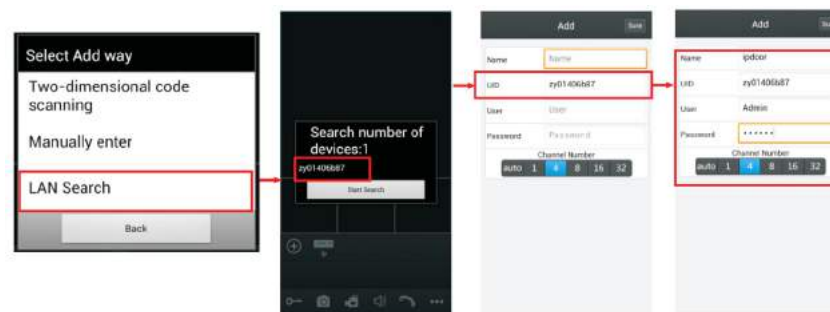 Select Add way
Two-dimensional code
scanning
Manually enter
LAN Search
Back
Search number of
devices:1
zy01406b87
Start Search
Add
Name
Name
UID
zy01406b87
User
User
Password
Password
Channel Number
auto 1 4 8 16 32
Add
Name
ipdoor
UID
zy01406b87
User
Admin
Password
••••••
Channel Number
auto 1 4 8 16 32